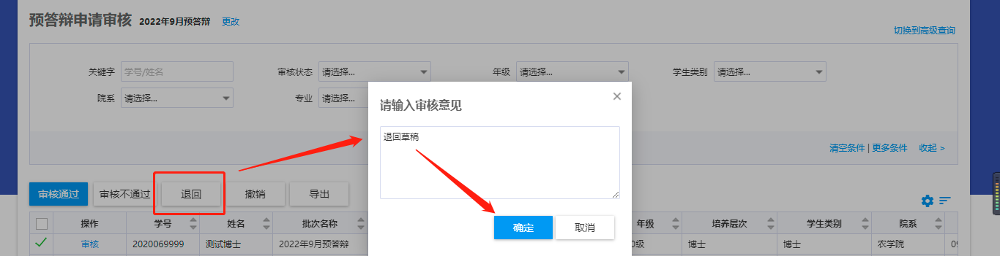 预答辩申请审核 2022年9月预答辩 更改
切换到高级查询
关键字 学号/姓名 审核状态 请选择... 年级 请选择... 学生类别 请选择...
院系 请选择... 专业 请选择...
请输入审核意见
退回草稿
清空条件 | 更多条件 收起 >
审核通过 审核不通过 退回 撤销 导出
确定 取消
操作 学号 姓名 批次名称 年级 培养层次 学生类别 院系
审核 2020069999 测试博士 2022年9月预答辩 0级 博士 博士 农学院 09